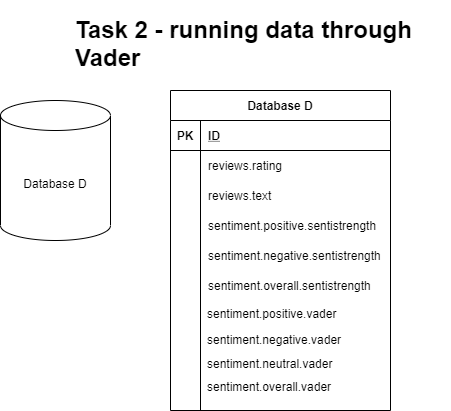 Task 2 - running data through
Vader
Database D
Database D
PK ID
reviews.rating
reviews.text
sentiment.positive.sentistrength
sentiment.negative.sentistrength
sentiment.overall.sentistrength
sentiment.positive.vader
sentiment.negative.vader
sentiment.neutral.vader
sentiment.overall.vader